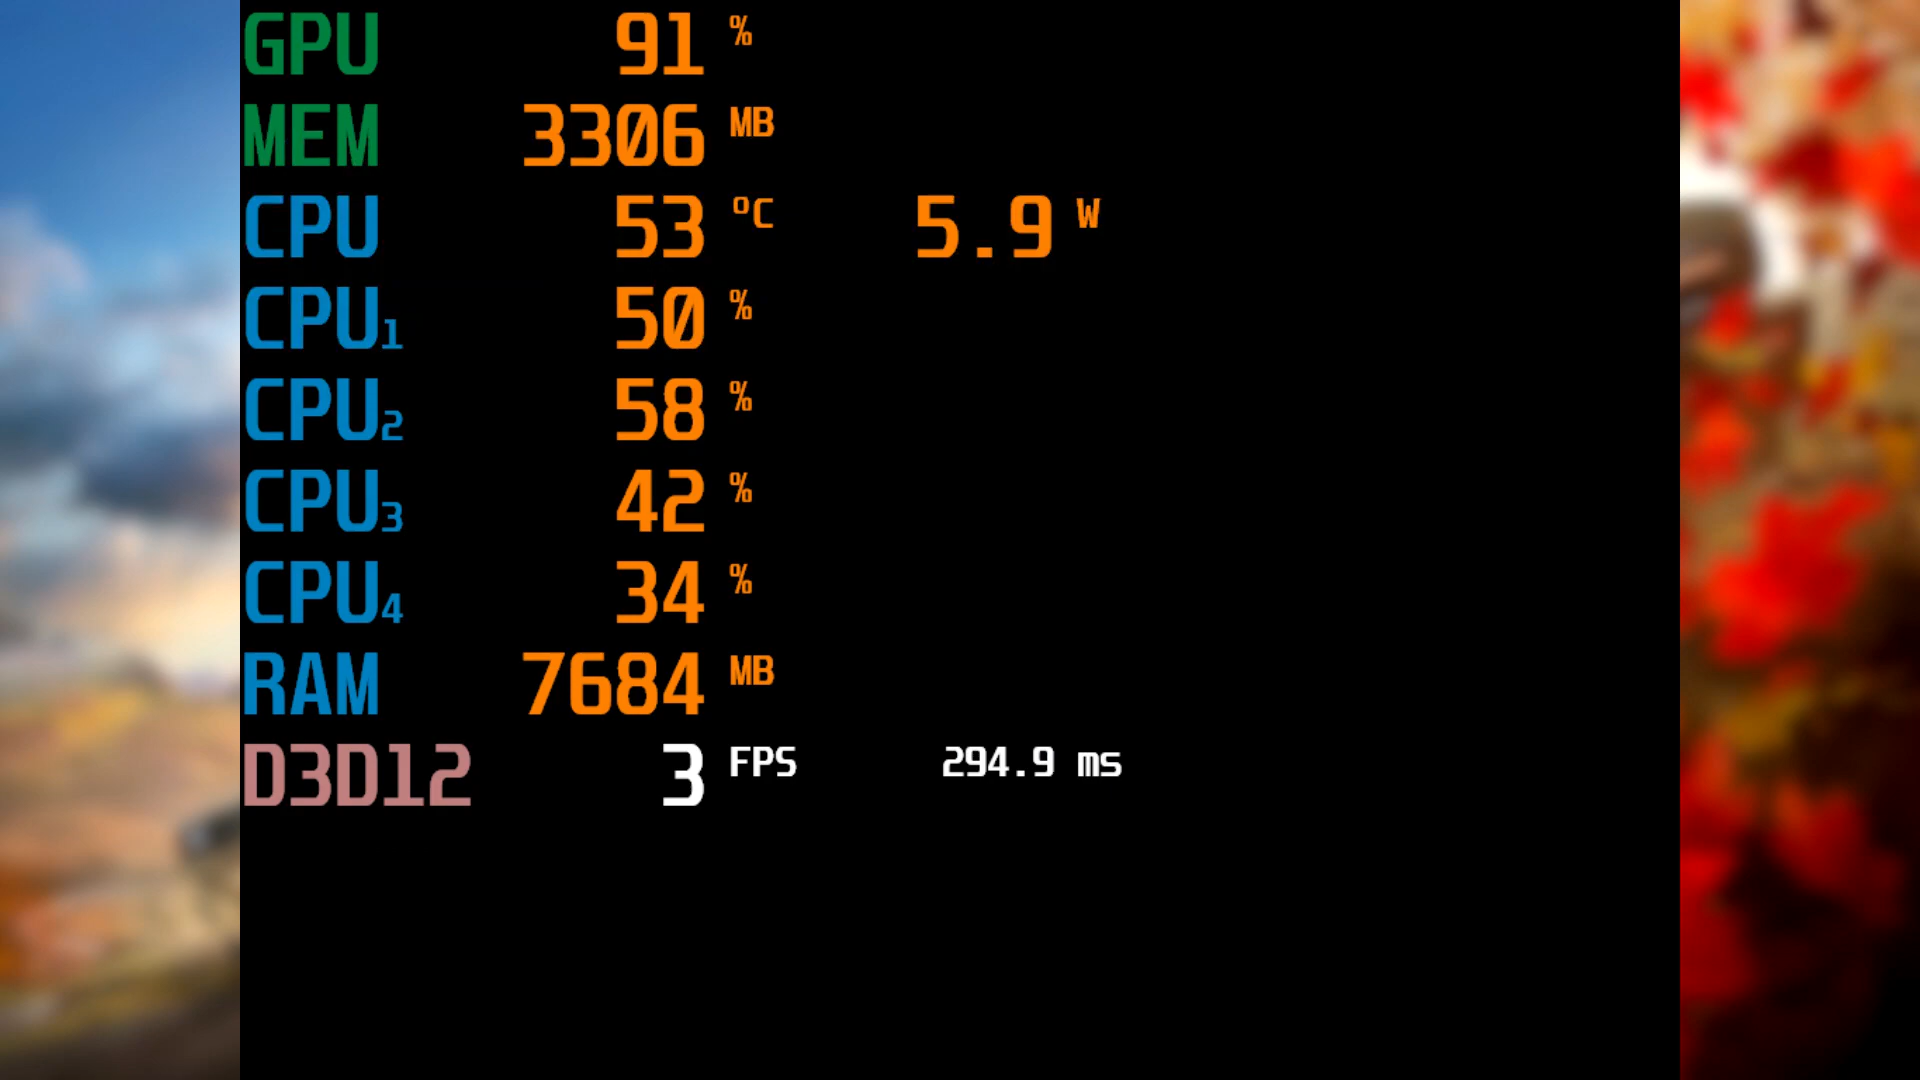 GPU 91 %
MEM 3306 MB
CPU 53 °C 5.9 W
CPU1 50 %
CPU2 58 %
CPU3 42 %
CPU4 34 %
RAM 7684 MB
D3D12 3 FPS 294.9 ms